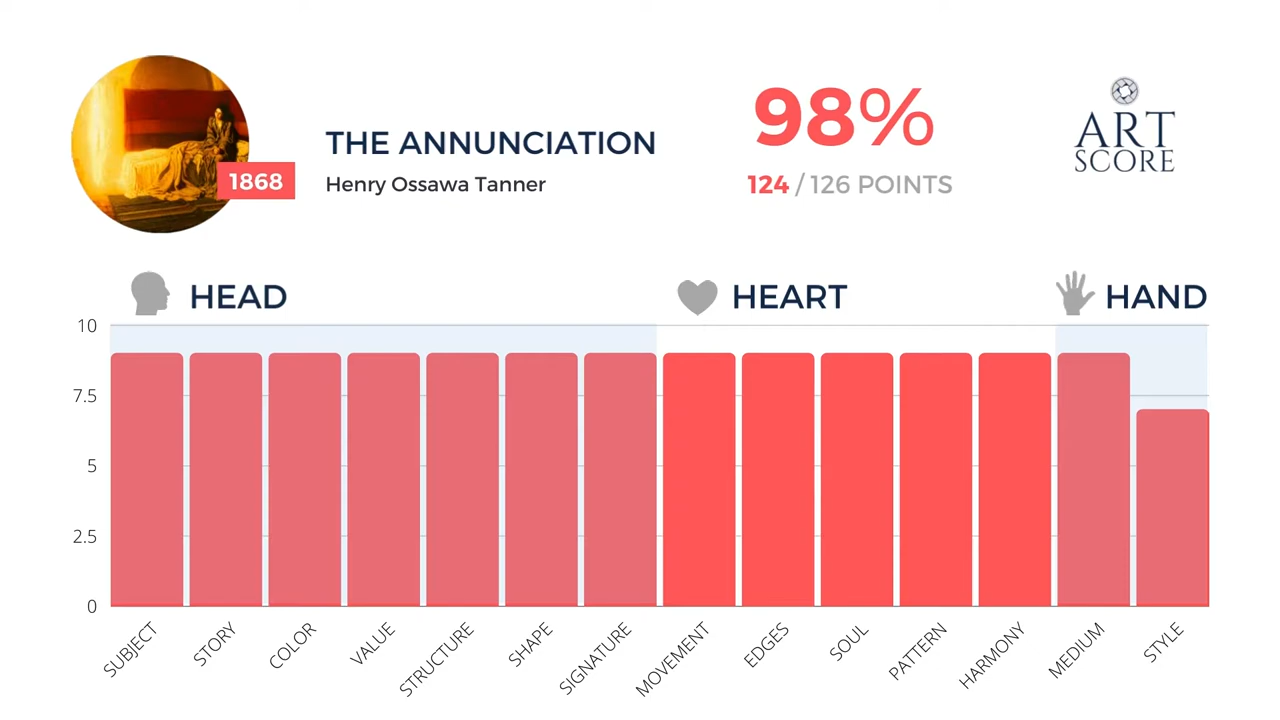 THE ANNUNCIATION
Henry Ossawa Tanner
1868
98%
124 / 126 POINTS
ART
SCORE
HEAD
HEART
HAND
10
7.5
5
2.5
0
SUBJECT
STORY
COLOR
VALUE
STRUCTURE
SHAPE
SIGNATURE
MOVEMENT
EDGES
SOUL
PATTERN
HARMONY
MEDIUM
STYLE